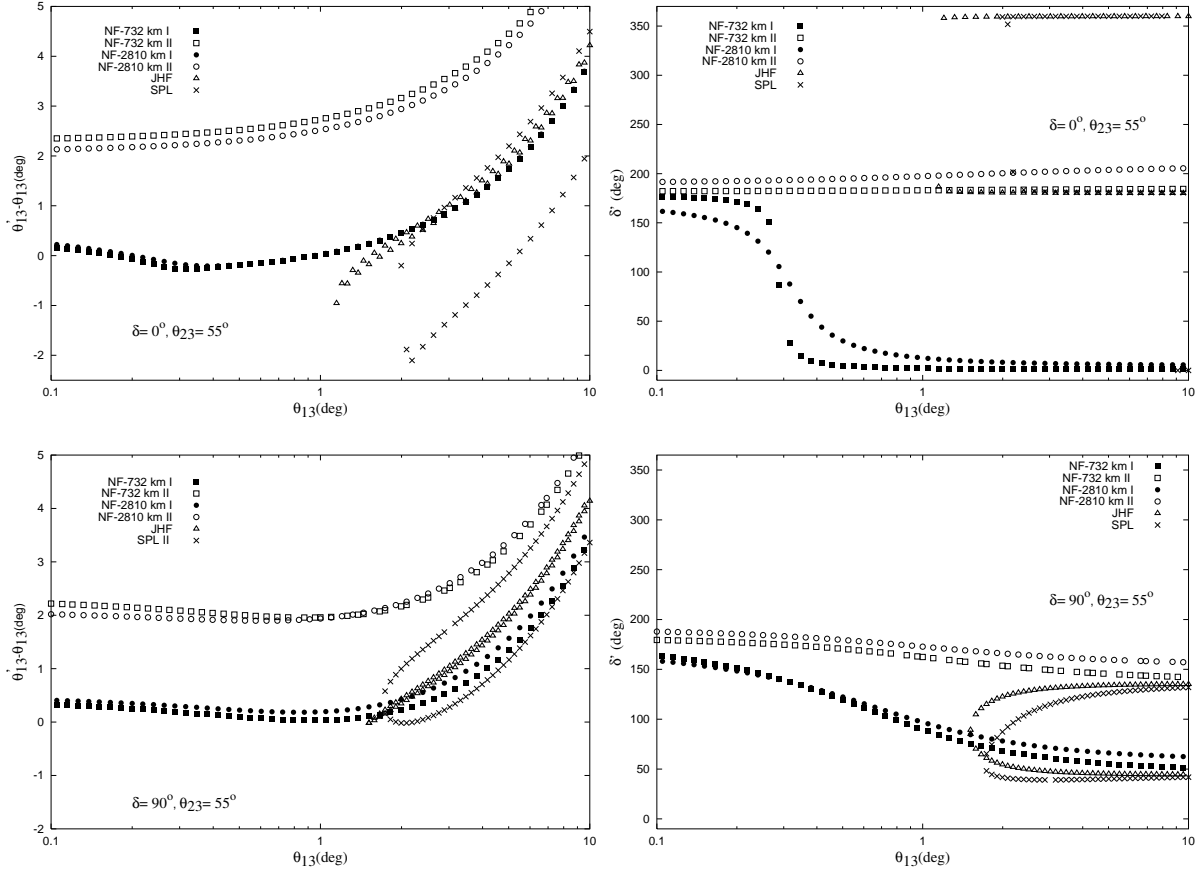 5
4
3
2
1
0
-1
-2
0.1
1
10
θ'13-θ13(deg)
θ13(deg)
NF-732 km I
NF-732 km II
NF-2810 km I
NF-2810 km II
JHF
SPL
δ= 0°, θ23= 55°
350
300
250
200
150
100
50
0
0.1
1
10
δ' (deg)
θ13(deg)
NF-732 km I
NF-732 km II
NF-2810 km I
NF-2810 km II
JHF
SPL
δ= 0°, θ23= 55°
5
4
3
2
1
0
-1
-2
0.1
1
10
θ'13-θ13(deg)
θ13(deg)
NF-732 km I
NF-732 km II
NF-2810 km I
NF-2810 km II
JHF
SPL II
δ= 90°, θ23= 55°
350
300
250
200
150
100
50
0
0.1
1
10
δ' (deg)
θ13(deg)
NF-732 km I
NF-732 km II
NF-2810 km I
NF-2810 km II
JHF
SPL
δ= 90°, θ23= 55°